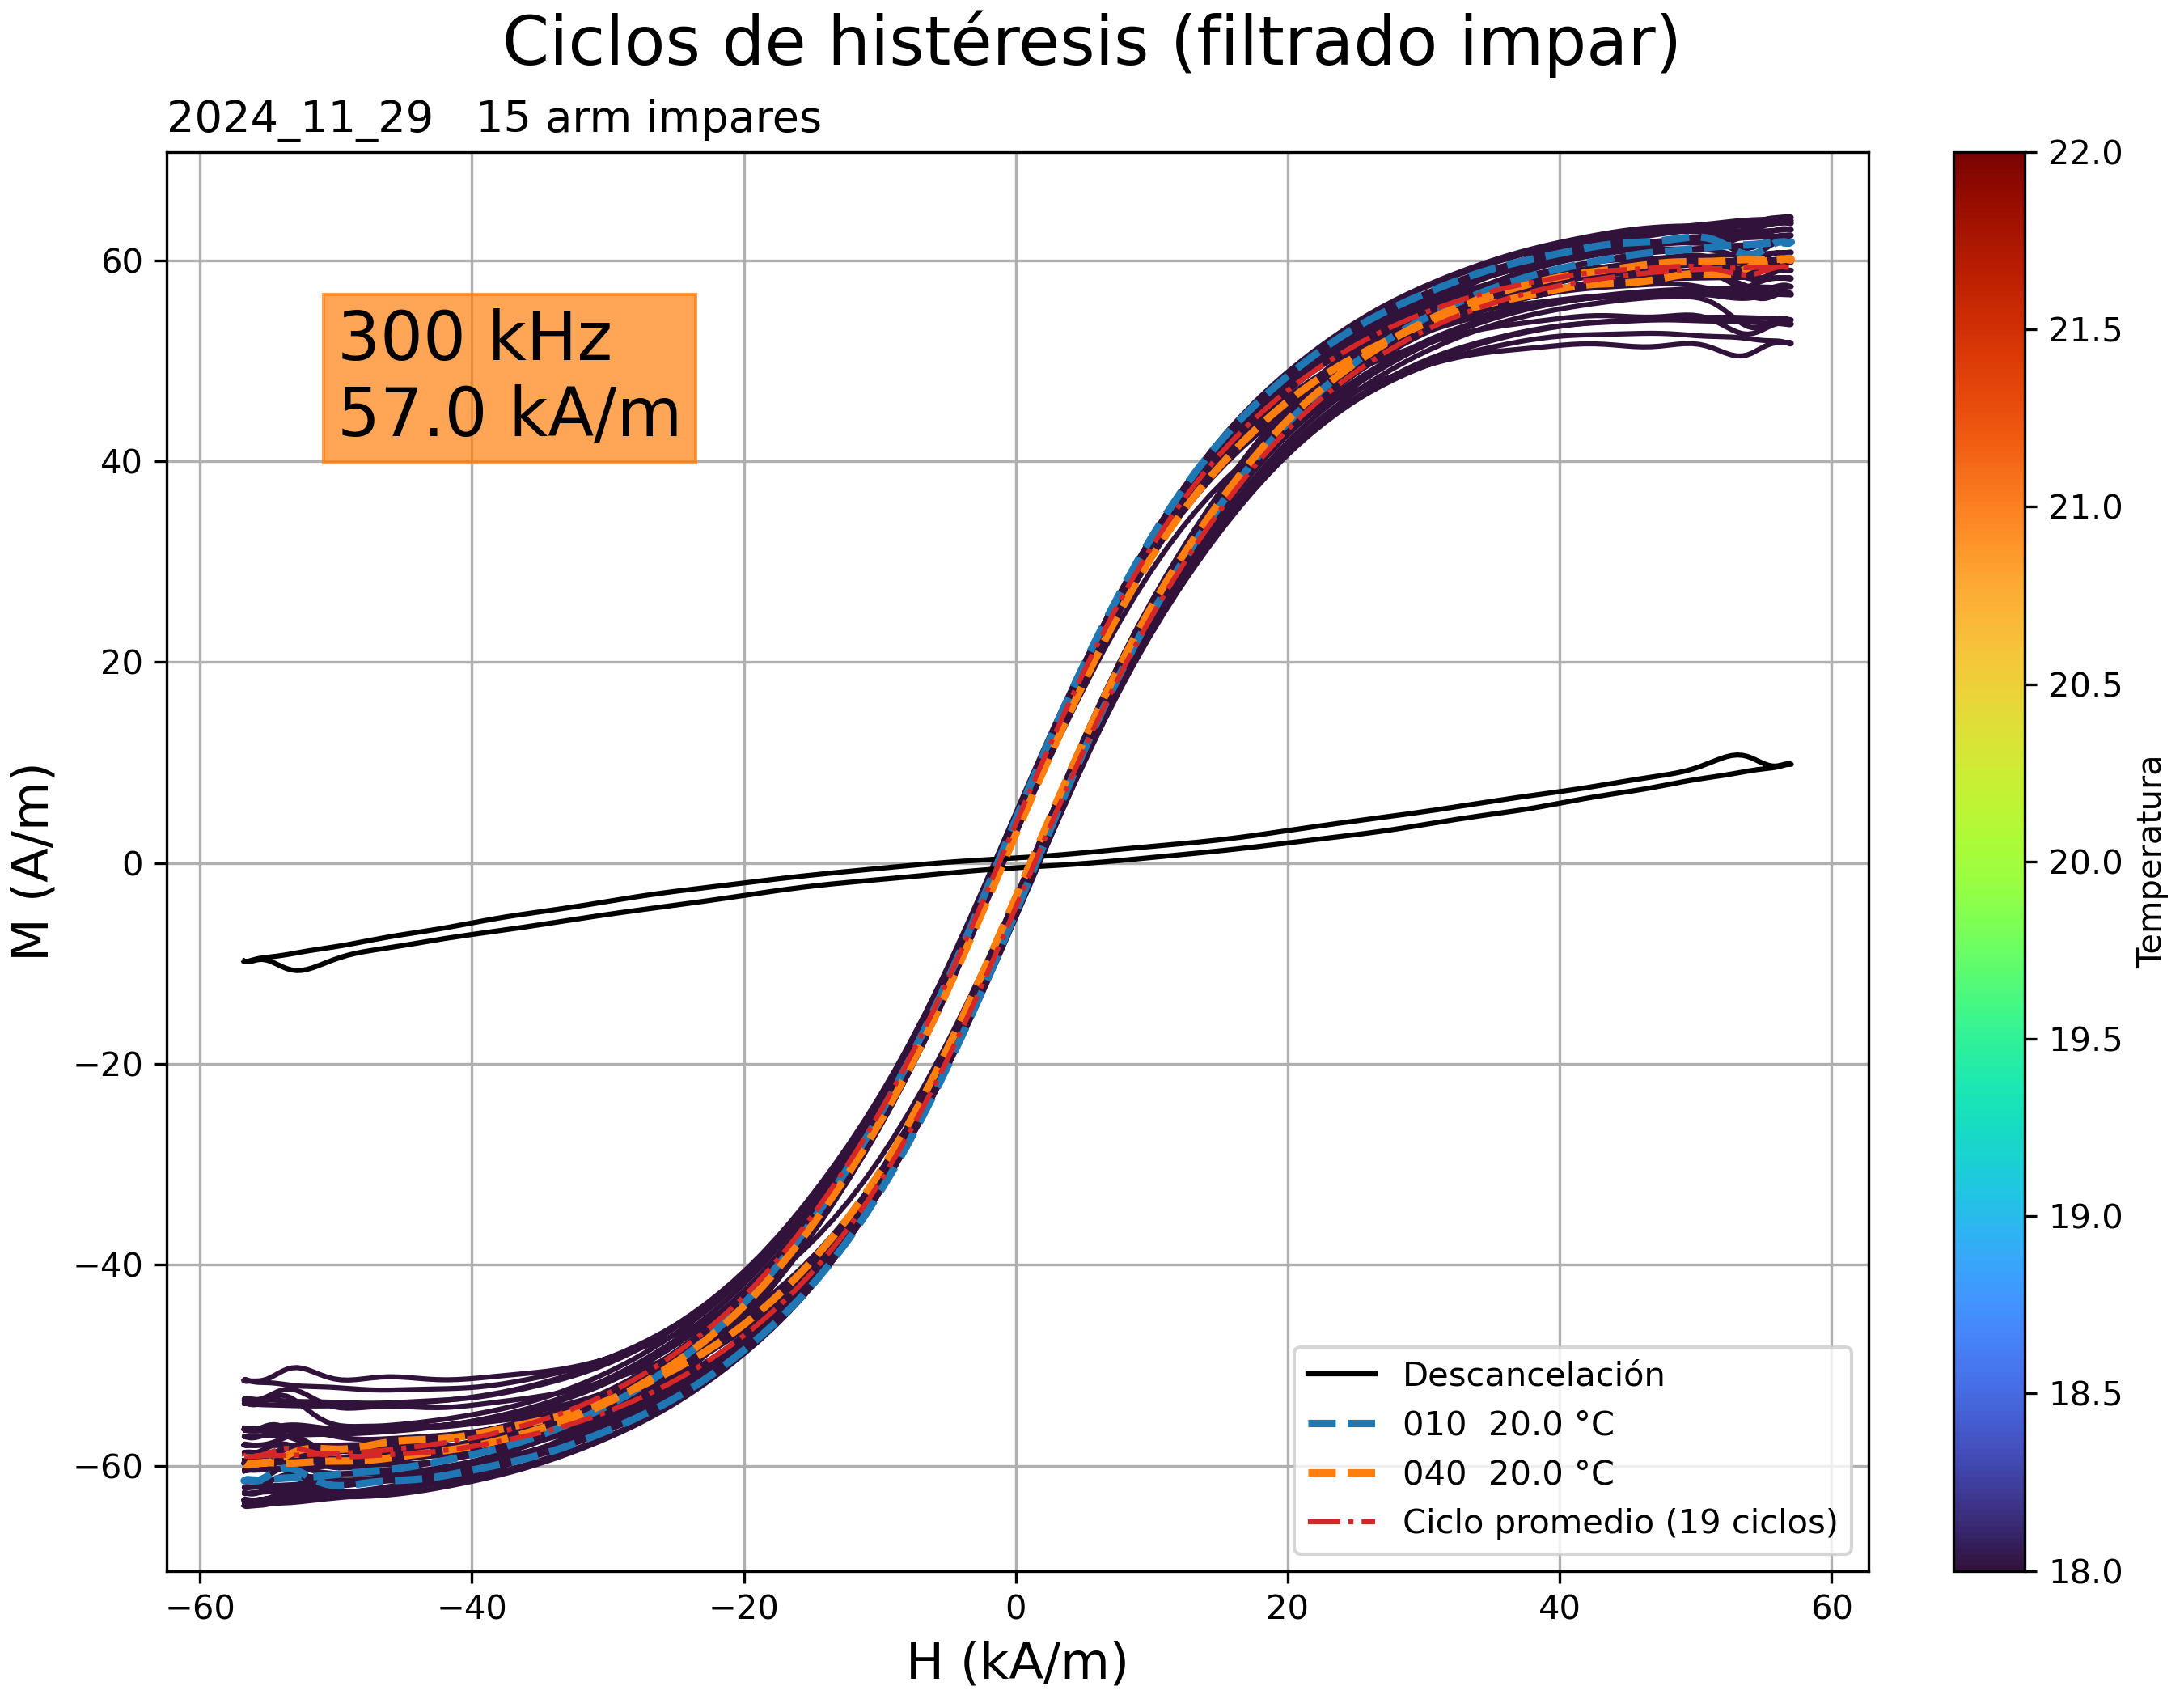 Ciclos de histéresis (filtrado impar)
2024_11_29   15 arm impares
300 kHz
57.0 kA/m
60
40
20
0
−20
−40
−60
M (A/m)
−60
−40
−20
0
20
40
60
H (kA/m)
Descancelación
010  20.0 °C
040  20.0 °C
Ciclo promedio (19 ciclos)
22.0
21.5
21.0
20.5
20.0
19.5
19.0
18.5
18.0
Temperatura